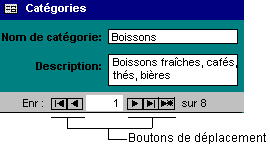 Catégories
Nom de catégorie: Boissons
Description: Boissons fraîches, cafés,
thés, bières
Enr : 1 sur 8
Boutons de déplacement